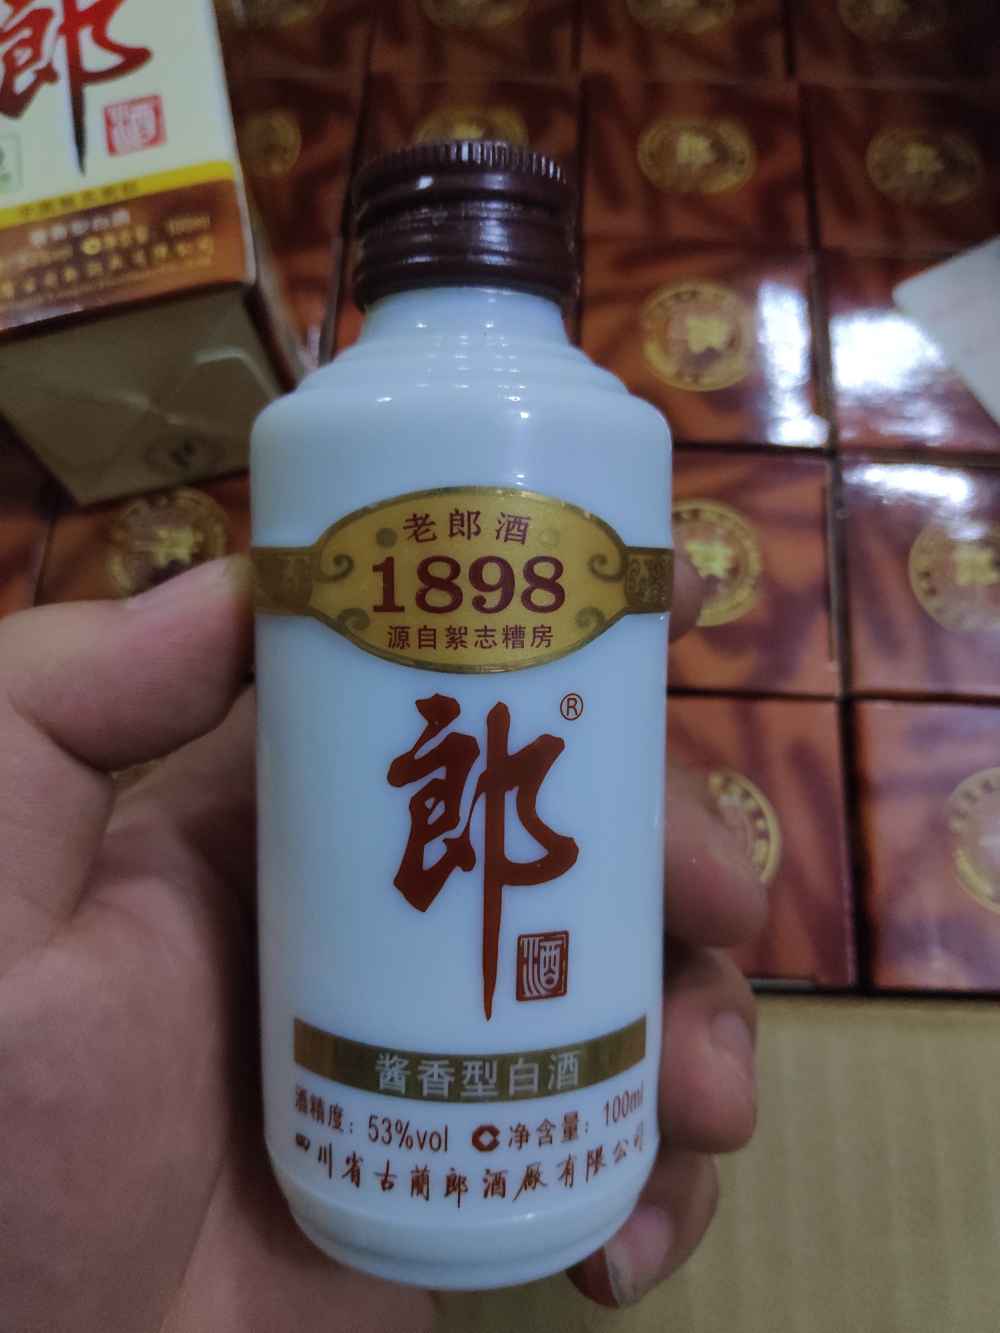 郎
酒
老郎酒
1898
源自絮志糟房
郎®
酒
酱香型白酒
酒精度：53%vol 净含量：100ml
四川省古蔺郎酒厰有限公司